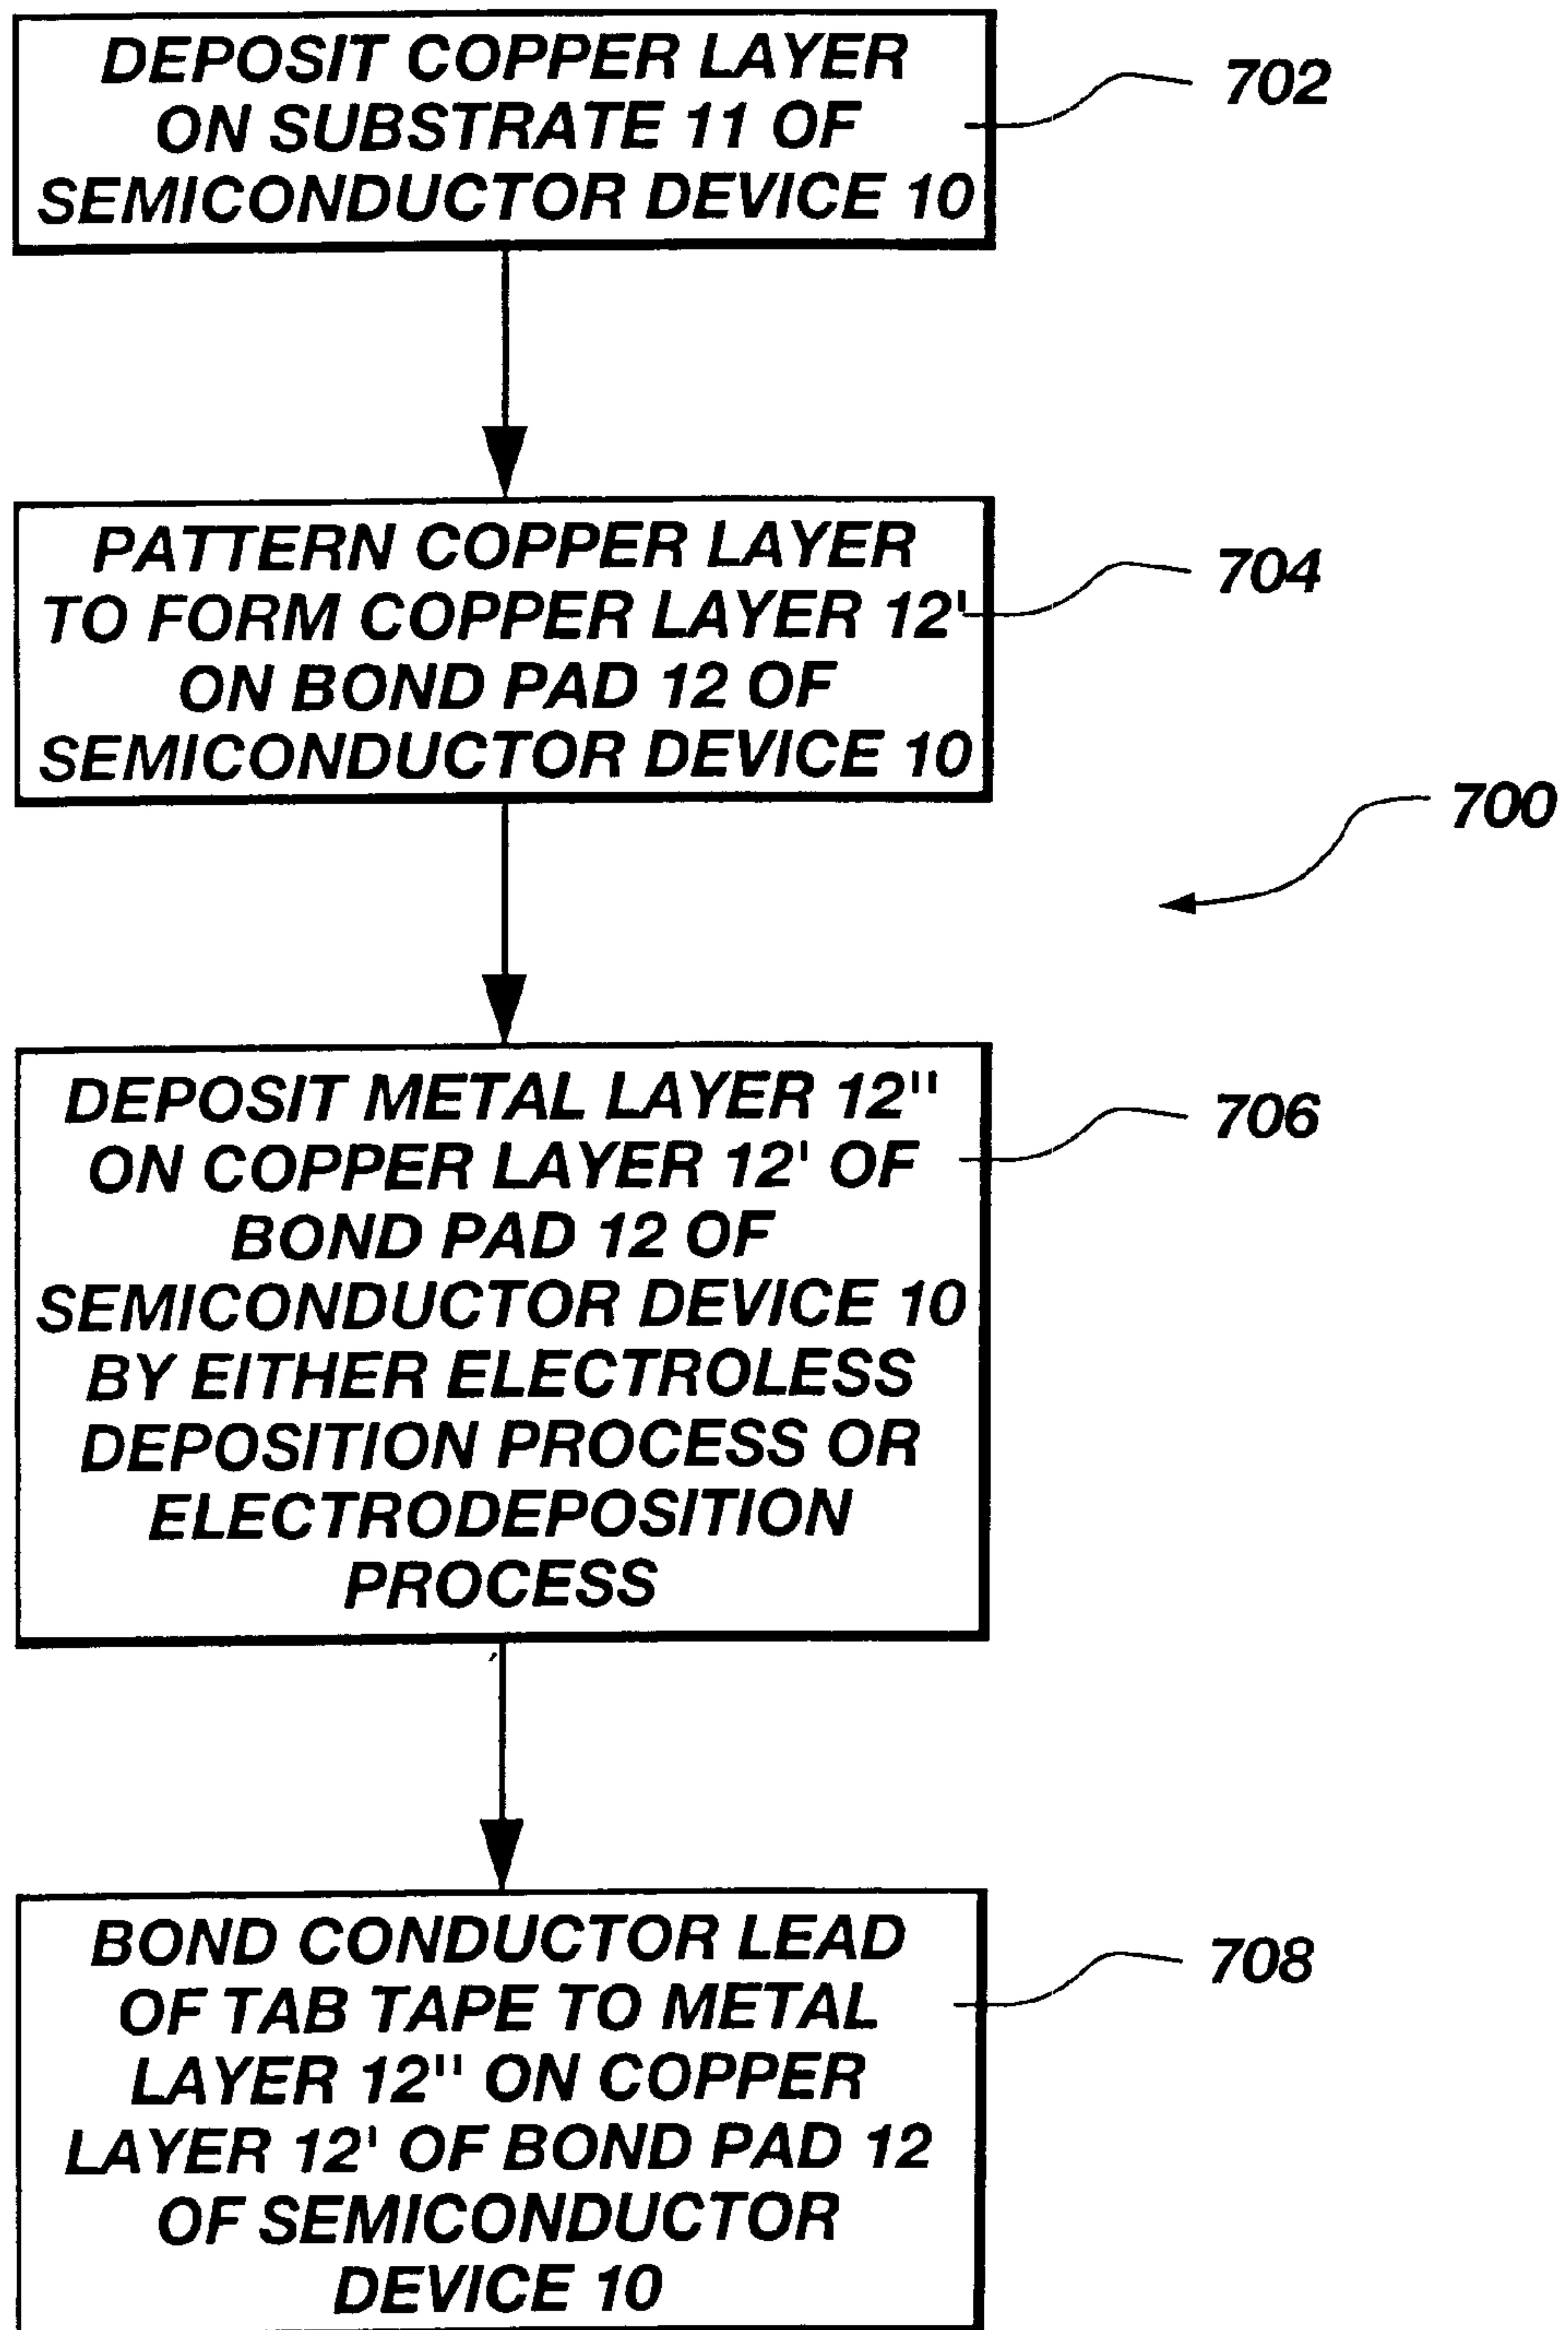 DEPOSIT COPPER LAYER
ON SUBSTRATE 11 OF
SEMICONDUCTOR DEVICE 10
702
PATTERN COPPER LAYER
TO FORM COPPER LAYER 12'
ON BOND PAD 12 OF
SEMICONDUCTOR DEVICE 10
704
700
DEPOSIT METAL LAYER 12"
ON COPPER LAYER 12' OF
BOND PAD 12 OF
SEMICONDUCTOR DEVICE 10
BY EITHER ELECTROLESS
DEPOSITION PROCESS OR
ELECTRODEPOSITION
PROCESS
706
BOND CONDUCTOR LEAD
OF TAB TAPE TO METAL
LAYER 12" ON COPPER
LAYER 12' OF BOND PAD 12
OF SEMICONDUCTOR
DEVICE 10
708